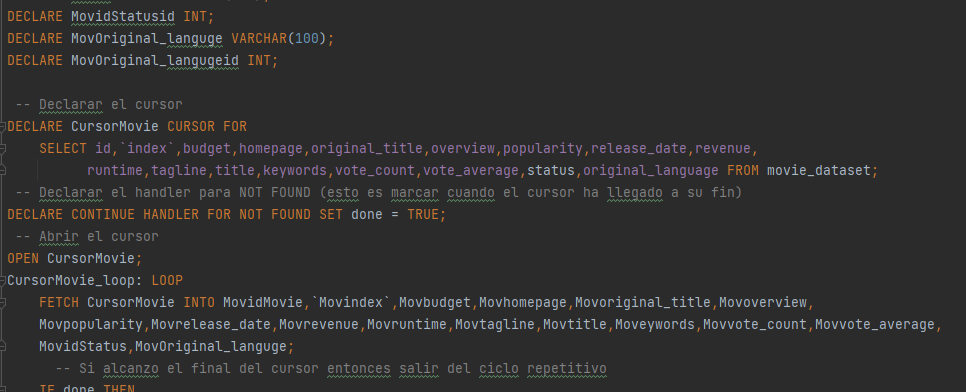 DECLARE MovidStatusid INT;
DECLARE MovOriginal_languge VARCHAR(100);
DECLARE MovOriginal_langugeid INT;
-- Declarar el cursor
DECLARE CursorMovie CURSOR FOR
SELECT id,`index`,budget,homepage,original_title,overview,popularity,release_date,revenue,
runtime,tagline,title,keywords,vote_count,vote_average,status,original_language FROM movie_dataset;
-- Declarar el handler para NOT FOUND (esto es marcar cuando el cursor ha llegado a su fin)
DECLARE CONTINUE HANDLER FOR NOT FOUND SET done = TRUE;
-- Abrir el cursor
OPEN CursorMovie;
CursorMovie_loop: LOOP
FETCH CursorMovie INTO MovidMovie,`Movindex`,Movbudget,Movhomepage,Movoriginal_title,Movoverview,
Movpopularity,Movrelease_date,Movrevenue,Movruntime,Movtagline,Movtitle,Moveywords,Movvote_count,Movvote_average,
MovidStatus,MovOriginal_languge;
-- Si alcanzo el final del cursor entonces salir del ciclo repetitivo
IF done THEN